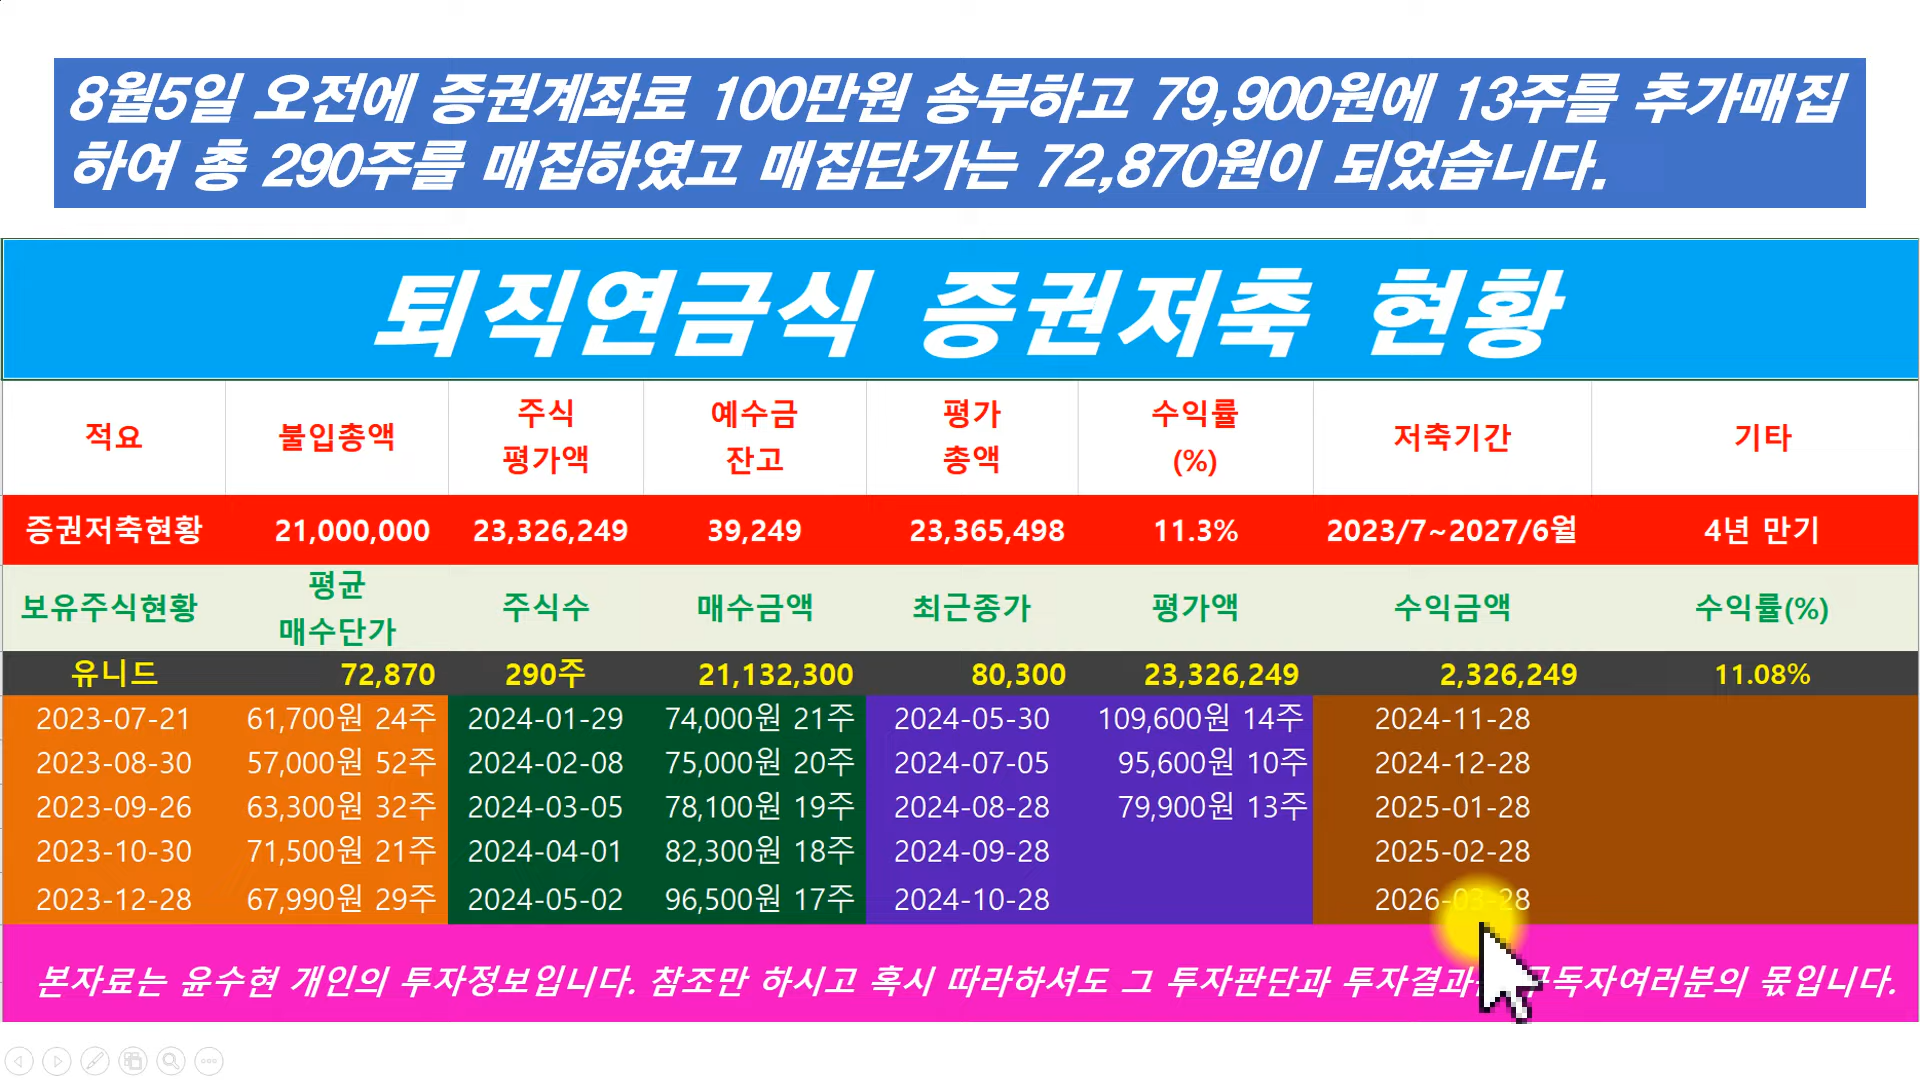 8월5일 오전에 증권계좌로 100만원 송부하고 79,900원에 13주를 추가매집
하여 총 290주를 매집하였고 매집단가는 72,870원이 되었습니다.
퇴직연금식 증권저축 현황
적요 불입총액 주식 평가액 예수금 잔고 평가 총액 수익률 (%) 저축기간 기타
증권저축현황 21,000,000 23,326,249 39,249 23,365,498 11.3% 2023/7~2027/6월 4년 만기
보유주식현황 평균 매수단가 주식수 매수금액 최근종가 평가액 수익금액 수익률(%)
유니드 72,870 290주 21,132,300 80,300 23,326,249 2,326,249 11.08%
2023-07-21 61,700원 24주 2024-01-29 74,000원 21주 2024-05-30 109,600원 14주 2024-11-28
2023-08-30 57,000원 52주 2024-02-08 75,000원 20주 2024-07-05 95,600원 10주 2024-12-28
2023-09-26 63,300원 32주 2024-03-05 78,100원 19주 2024-08-28 79,900원 13주 2025-01-28
2023-10-30 71,500원 21주 2024-04-01 82,300원 18주 2024-09-28 2025-02-28
2023-12-28 67,990원 29주 2024-05-02 96,500원 17주 2024-10-28 2026-03-28
본자료는 윤수현 개인의 투자정보입니다. 참조만 하시고 혹시 따라하셔도 그 투자판단과 투자결과 여러분의 몫입니다.